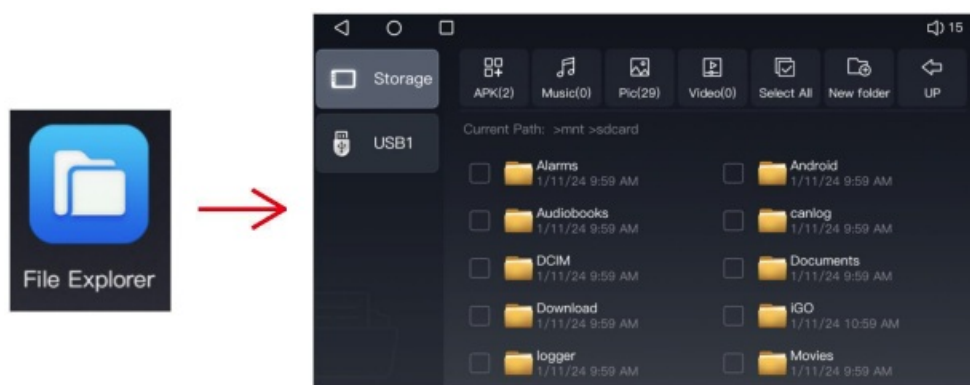 File Explorer
15
Storage
USB1
APK(2) Music(0) Pic(29) Video(0) Select All New folder UP
Current Path: >mnt >sdcard
Alarms
1/11/24 9:59 AM
Android
1/11/24 9:59 AM
Audiobooks
1/11/24 9:59 AM
canlog
1/11/24 9:59 AM
DCIM
1/11/24 9:59 AM
Documents
1/11/24 9:59 AM
Download
1/11/24 9:59 AM
iGO
1/11/24 10:59 AM
logger
1/11/24 9:59 AM
Movies
1/11/24 9:59 AM